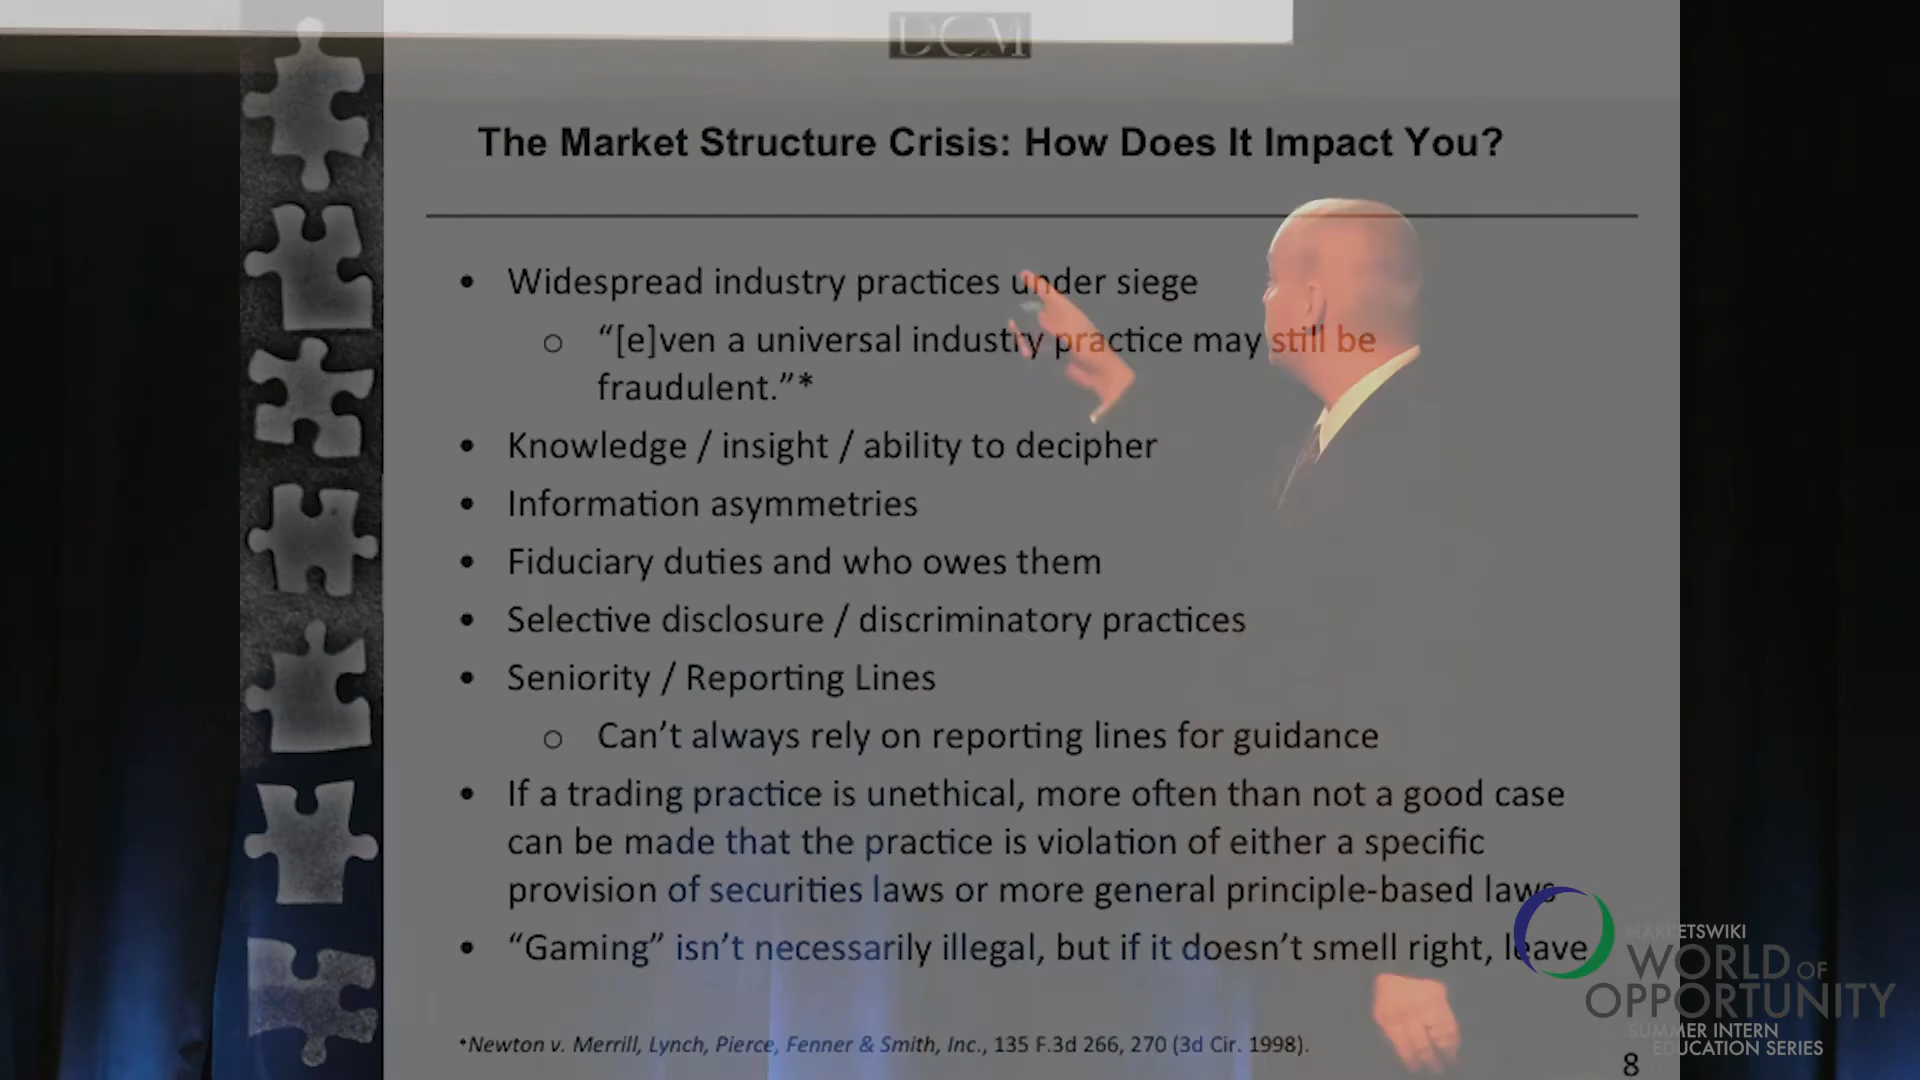 DCM
The Market Structure Crisis: How Does It Impact You?
• Widespread industry practices under siege
o “[e]ven a universal industry practice may still be
fraudulent.”*
• Knowledge / insight / ability to decipher
• Information asymmetries
• Fiduciary duties and who owes them
• Selective disclosure / discriminatory practices
• Seniority / Reporting Lines
o Can’t always rely on reporting lines for guidance
• If a trading practice is unethical, more often than not a good case
can be made that the practice is violation of either a specific
provision of securities laws or more general principle-based laws
• “Gaming” isn’t necessarily illegal, but if it doesn’t smell right, leave
*Newton v. Merrill, Lynch, Pierce, Fenner & Smith, Inc., 135 F.3d 266, 270 (3d Cir. 1998).
8
MARKETSWIKI
WORLD OF
OPPORTUNITY
SUMMER INTERN
EDUCATION SERIES